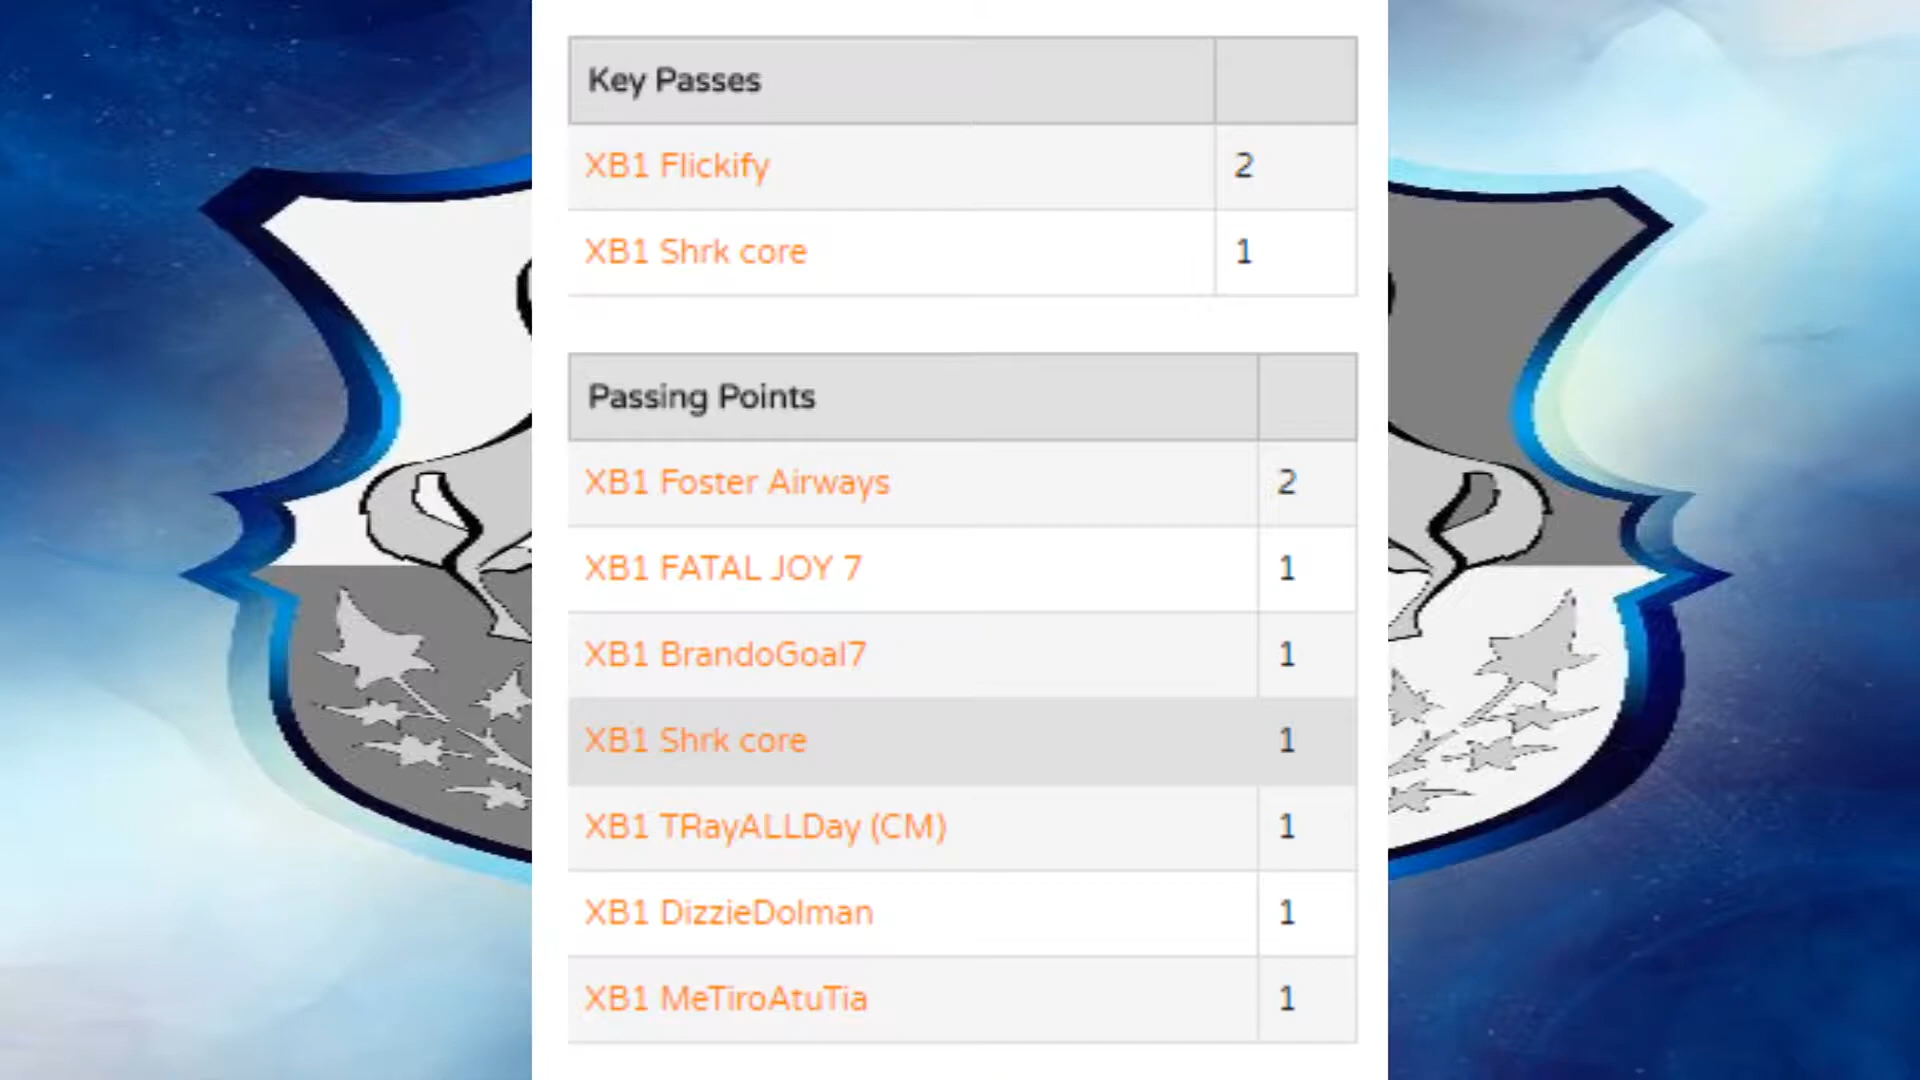 Key Passes
XB1 Flickify 2
XB1 Shrk core 1
Passing Points
XB1 Foster Airways 2
XB1 FATAL JOY 7 1
XB1 BrandoGoal7 1
XB1 Shrk core 1
XB1 TRayALLDay (CM) 1
XB1 DizzieDolman 1
XB1 MeTiroAtuTia 1